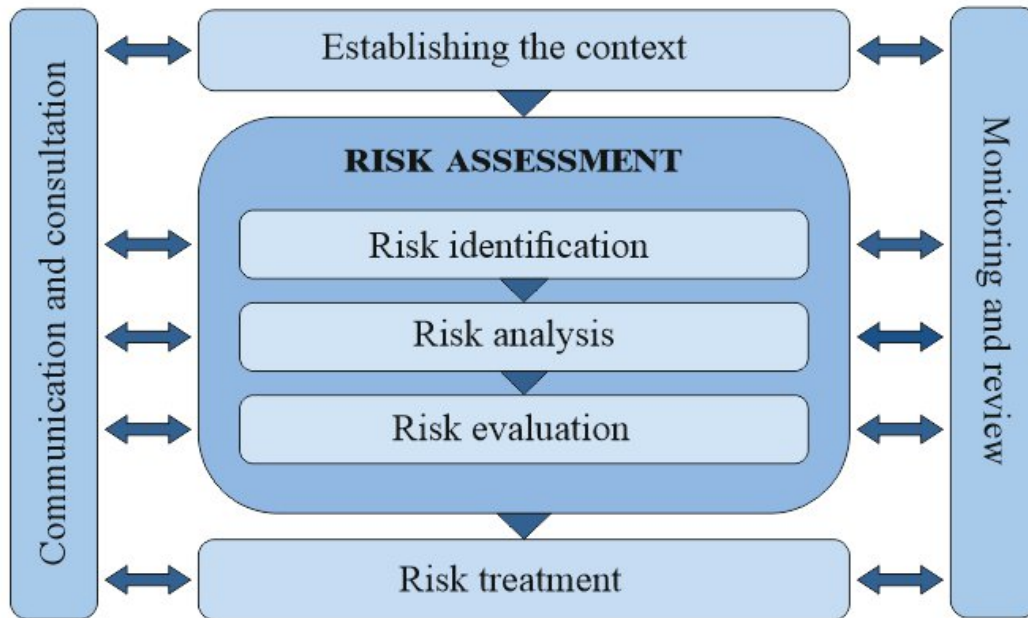 Communication and consultation
Establishing the context
RISK ASSESSMENT
Risk identification
Risk analysis
Risk evaluation
Risk treatment
Monitoring and review